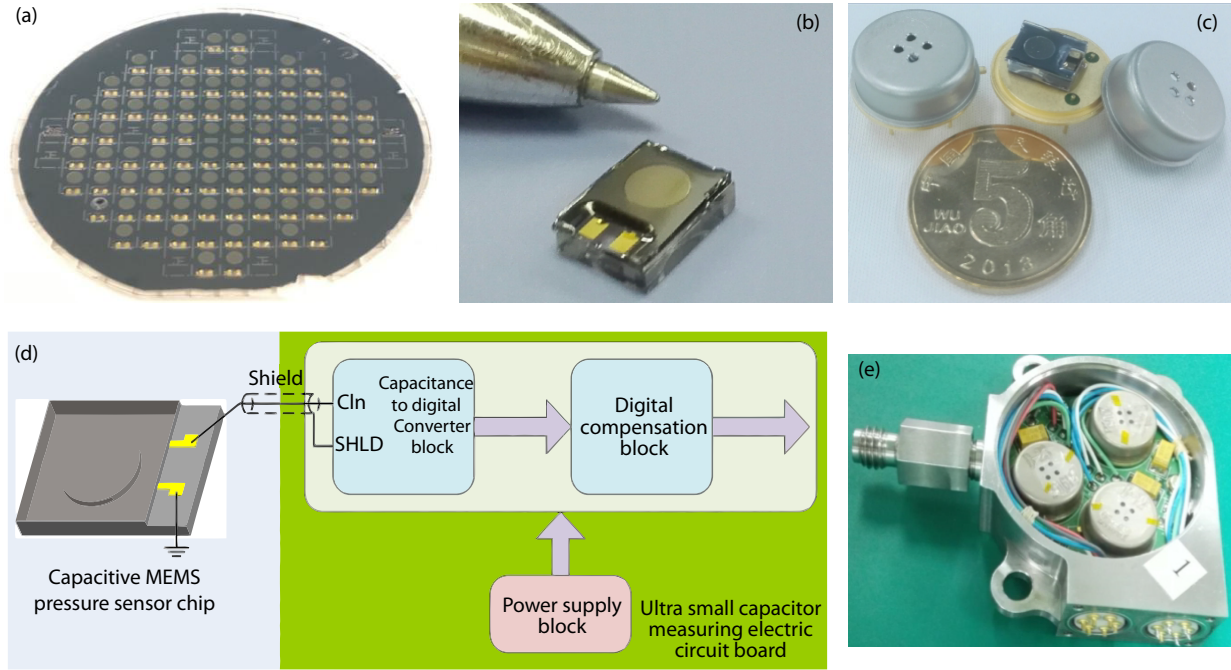 (a)
(b)
(c)
5
WU
JIAO
角
2013
(d)
Shield
CIn
SHLD
Capacitance
to digital
Converter
block
Digital
compensation
block
Capacitive MEMS
pressure sensor chip
Power supply
block
Ultra small capacitor
measuring electric
circuit board
(e)
1